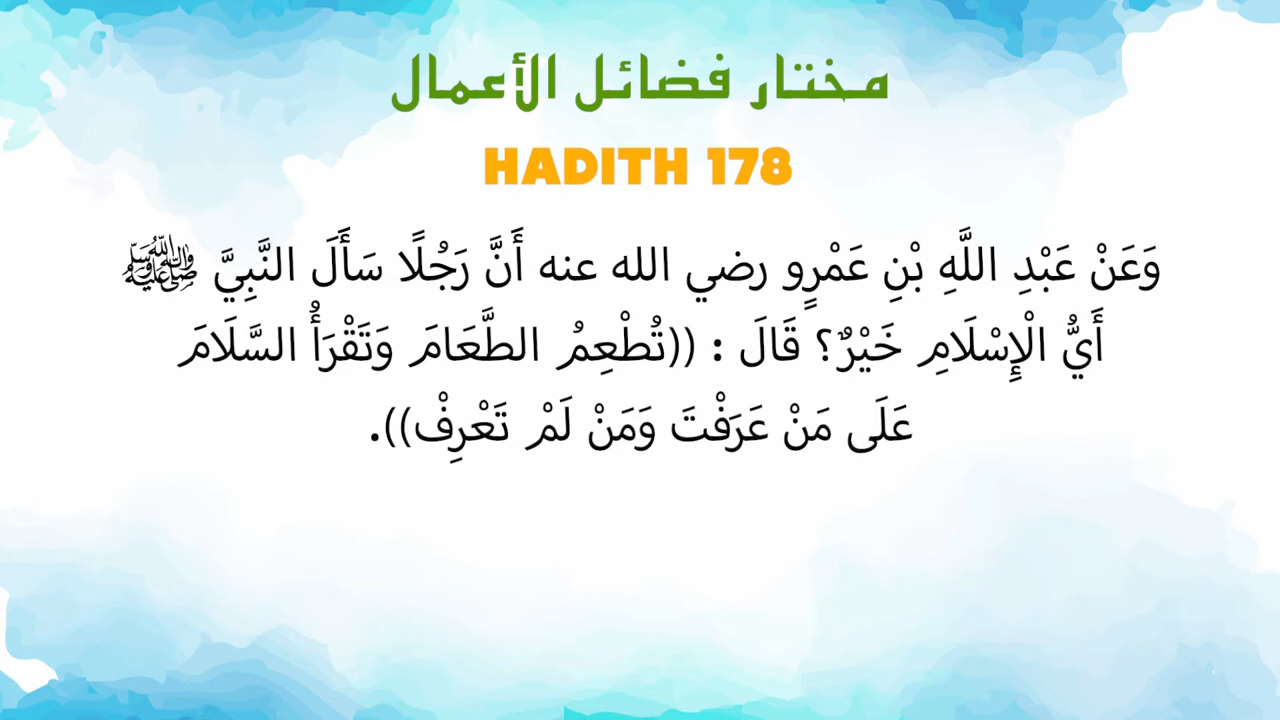 مختار فضائل الأعمال
HADITH 178
وَعَنْ عَبْدِ اللَّهِ بْنِ عَمْرٍو رضي الله عنه أَنَّ رَجُلًا سَأَلَ النَّبِيَّ ﷺ
أَيُّ الْإِسْلَامِ خَيْرٌ؟ قَالَ : ((تُطْعِمُ الطَّعَامَ وَتَقْرَأُ السَّلَامَ
عَلَى مَنْ عَرَفْتَ وَمَنْ لَمْ تَعْرِفْ)).